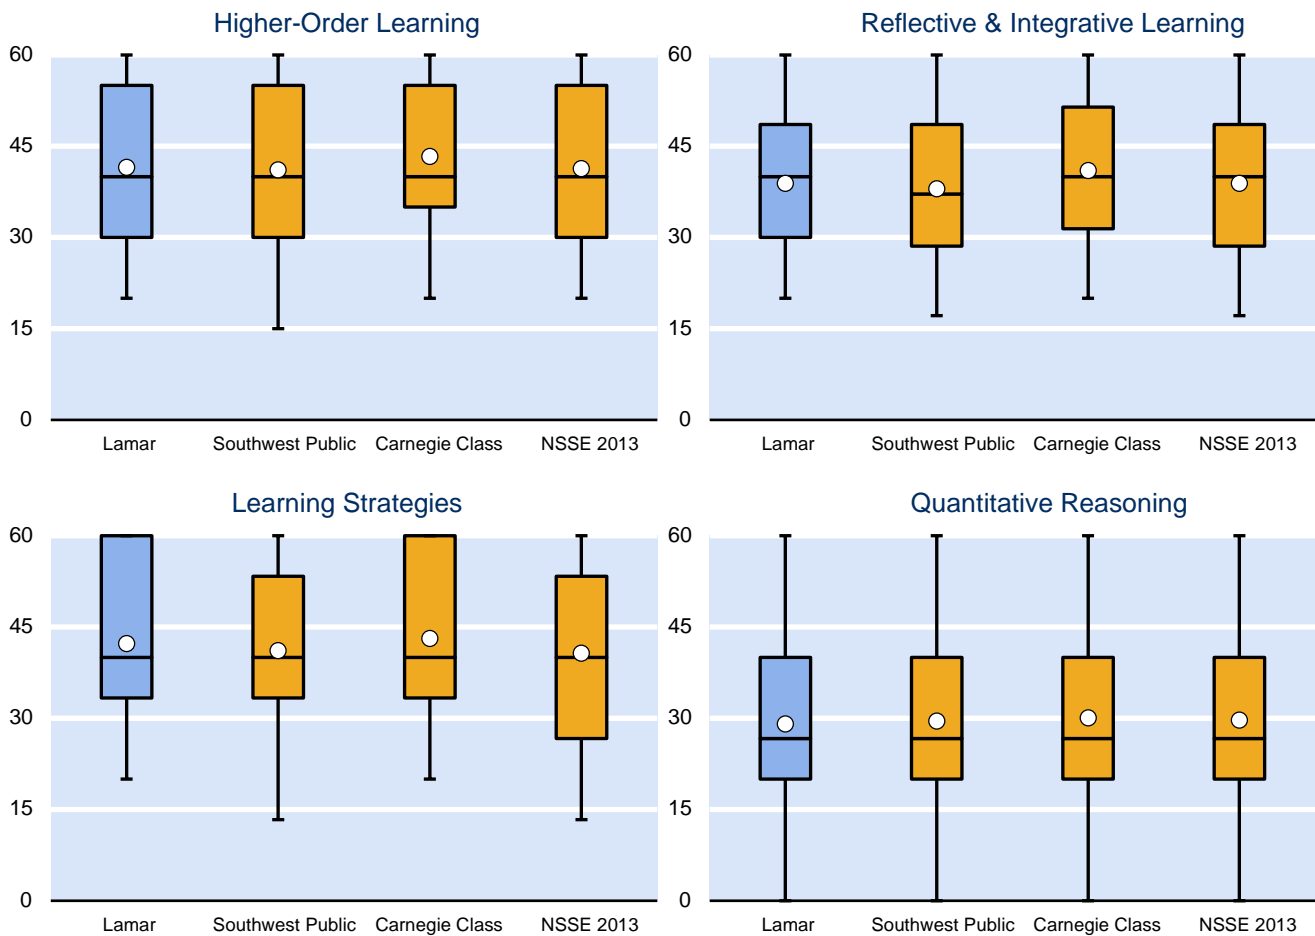 Higher-Order Learning
60
45
30
15
0
Lamar Southwest Public Carnegie Class NSSE 2013
Reflective & Integrative Learning
60
45
30
15
0
Lamar Southwest Public Carnegie Class NSSE 2013
Learning Strategies
60
45
30
15
0
Lamar Southwest Public Carnegie Class NSSE 2013
Quantitative Reasoning
60
45
30
15
0
Lamar Southwest Public Carnegie Class NSSE 2013